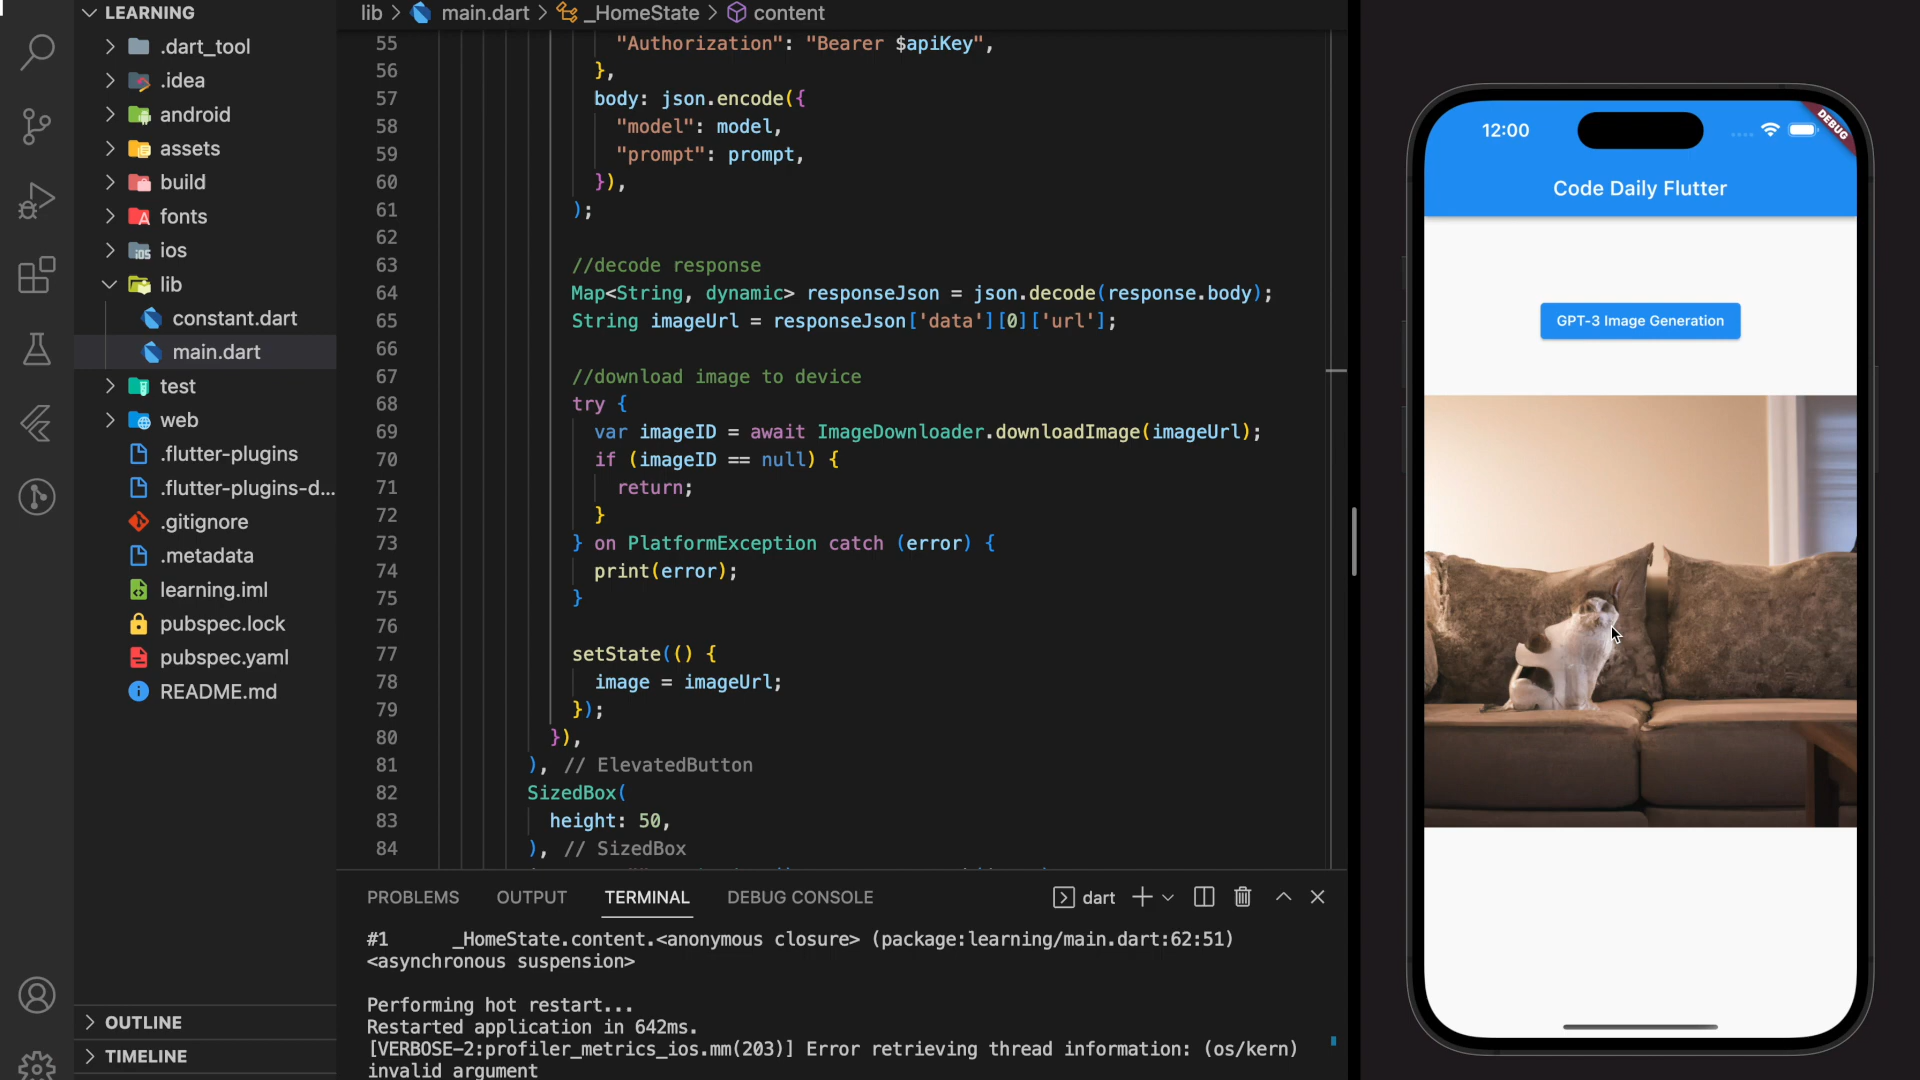 LEARNING
.dart_tool
.idea
android
assets
build
fonts
ios
lib
constant.dart
main.dart
test
web
.flutter-plugins
.flutter-plugins-d...
.gitignore
.metadata
learning.iml
pubspec.lock
pubspec.yaml
README.md
OUTLINE
TIMELINE
lib > main.dart > _HomeState > content
55 "Authorization": "Bearer $apiKey",
56 },
57 body: json.encode({
58 "model": model,
59 "prompt": prompt,
60 }),
61 );
62
63 //decode response
64 Map<String, dynamic> responseJson = json.decode(response.body);
65 String imageUrl = responseJson['data'][0]['url'];
66
67 //download image to device
68 try {
69 var imageID = await ImageDownloader.downloadImage(imageUrl);
70 if (imageID == null) {
71 return;
72 }
73 } on PlatformException catch (error) {
74 print(error);
75 }
76
77 setState(() {
78 image = imageUrl;
79 });
80 }),
81 ), // ElevatedButton
82 SizedBox(
83 height: 50,
84 ), // SizedBox
PROBLEMS OUTPUT TERMINAL DEBUG CONSOLE dart
#1 _HomeState.content.<anonymous closure> (package:learning/main.dart:62:51)
<asynchronous suspension>
Performing hot restart...
Restarted application in 642ms.
[VERBOSE-2:profiler_metrics_ios.mm(203)] Error retrieving thread information: (os/kern)
invalid argument
12:00
DEBUG
Code Daily Flutter
GPT-3 Image Generation